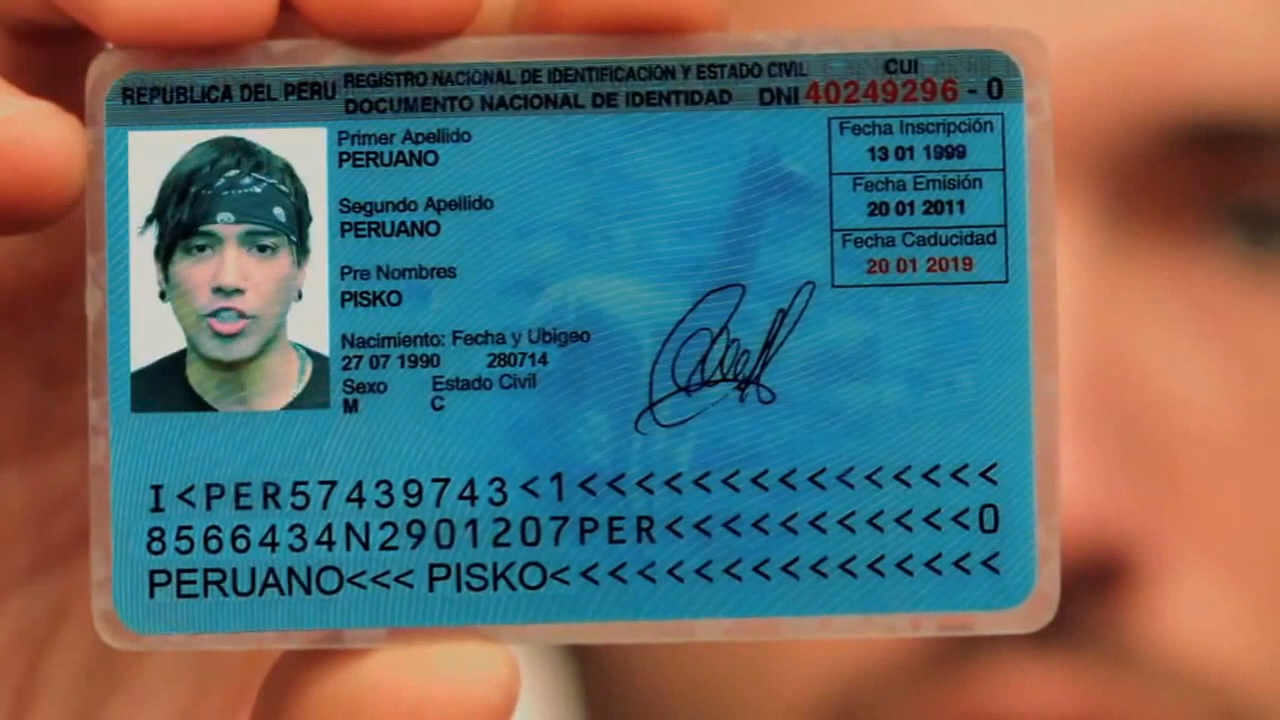 REPUBLICA DEL PERU
REGISTRO NACIONAL DE IDENTIFICACION Y ESTADO CIVIL
DOCUMENTO NACIONAL DE IDENTIDAD
CUI
DNI 40249296 - 0
Primer Apellido
PERUANO
Segundo Apellido
PERUANO
Pre Nombres
PISKO
Nacimiento: Fecha y Ubigeo
27 07 1990 280714
Sexo Estado Civil
M C
Fecha Inscripción
13 01 1999
Fecha Emisión
20 01 2011
Fecha Caducidad
20 01 2019
I<PER57439743<1<<<<<<<<<<<<<<<
8566434N2901207PER<<<<<<<<<<<0
PERUANO<<< PISKO<<<<<<<<<<<<<<<<